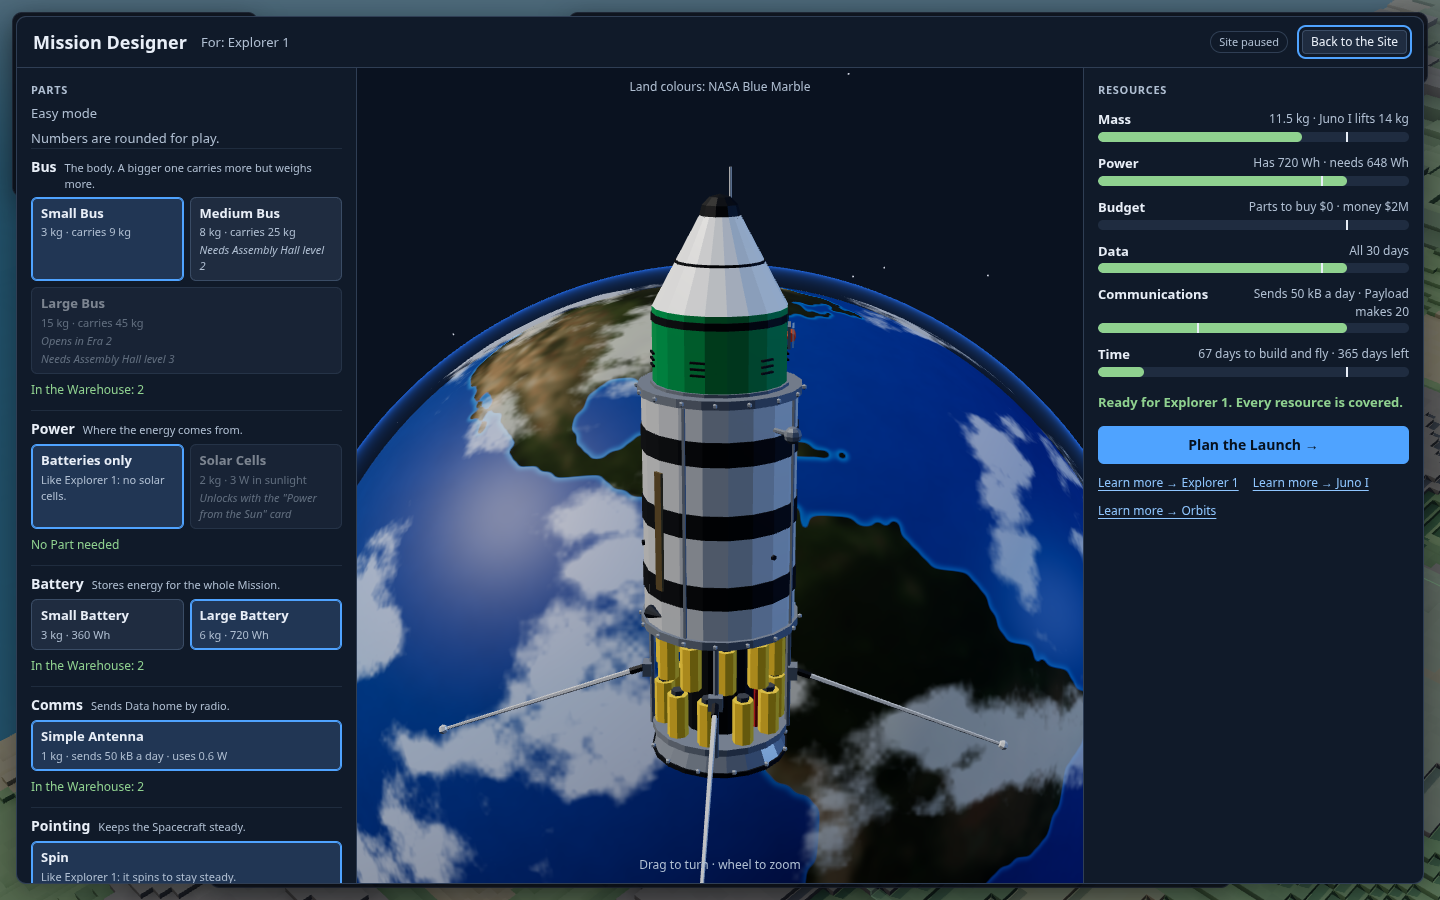 Mission Designer
For: Explorer 1
Site paused
Back to the Site
PARTS
Easy mode
Numbers are rounded for play.
Bus
The body. A bigger one carries more but weighs
more.
Small Bus
3 kg · carries 9 kg
Medium Bus
8 kg · carries 25 kg
Needs Assembly Hall level
2
Large Bus
15 kg · carries 45 kg
Opens in Era 2
Needs Assembly Hall level 3
In the Warehouse: 2
Power
Where the energy comes from.
Batteries only
Like Explorer 1: no solar
cells.
Solar Cells
2 kg · 3 W in sunlight
Unlocks with the "Power
from the Sun" card
No Part needed
Battery
Stores energy for the whole Mission.
Small Battery
3 kg · 360 Wh
Large Battery
6 kg · 720 Wh
In the Warehouse: 2
Comms
Sends Data home by radio.
Simple Antenna
1 kg · sends 50 kB a day · uses 0.6 W
In the Warehouse: 2
Pointing
Keeps the Spacecraft steady.
Spin
Like Explorer 1: it spins to stay steady.
Land colours: NASA Blue Marble
Drag to turn · wheel to zoom
RESOURCES
Mass
11.5 kg · Juno I lifts 14 kg
Power
Has 720 Wh · needs 648 Wh
Budget
Parts to buy $0 · money $2M
Data
All 30 days
Communications
Sends 50 kB a day · Payload
makes 20
Time
67 days to build and fly · 365 days left
Ready for Explorer 1. Every resource is covered.
Plan the Launch →
Learn more → Explorer 1
Learn more → Juno I
Learn more → Orbits